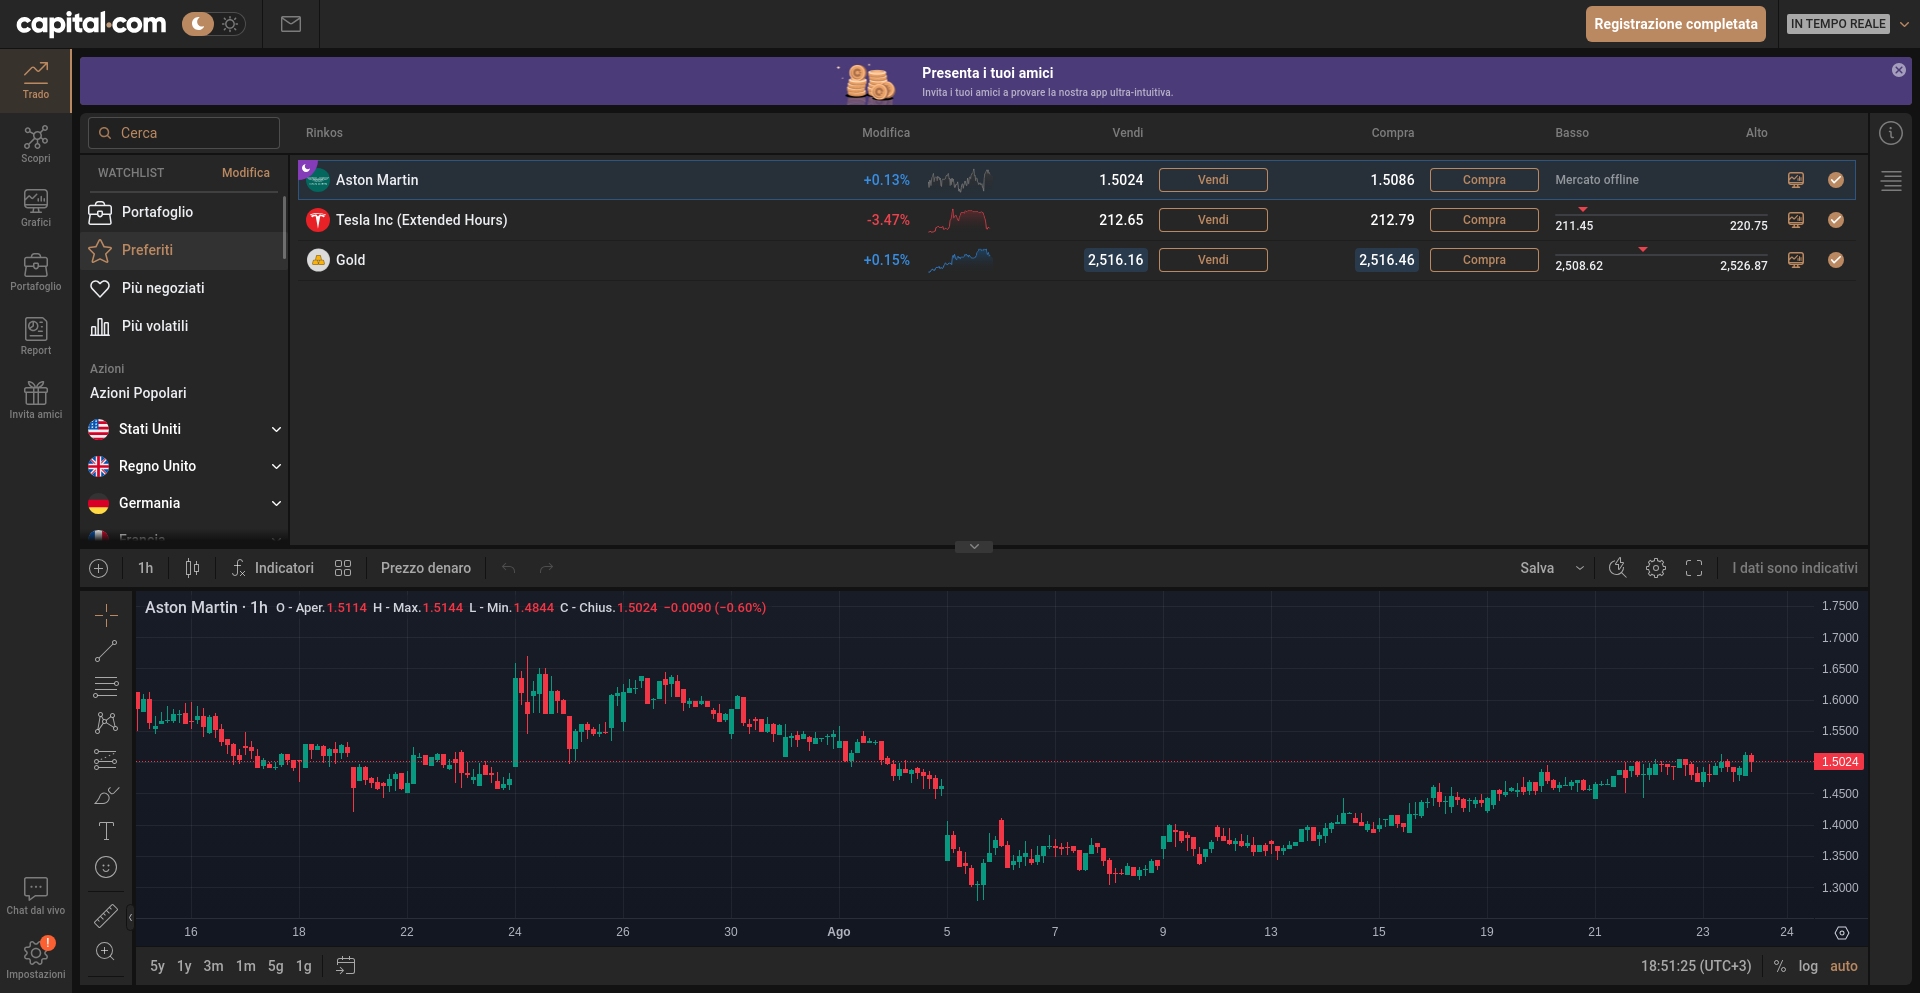 capital.com
Registrazione completata
IN TEMPO REALE
Trado
Scopri
Grafici
Portafoglio
Report
Invita amici
Chat dal vivo
Impostazioni
Presenta i tuoi amici
Invita i tuoi amici a provare la nostra app ultra-intuitiva.
Cerca
Rinkos Modifica Vendi Compra Basso Alto
WATCHLIST Modifica
Portafoglio
Preferiti
Più negoziati
Più volatili
Azioni
Azioni Popolari
Stati Uniti
Regno Unito
Germania
Francia
Aston Martin +0.13% 1.5024 Vendi 1.5086 Compra Mercato offline
Tesla Inc (Extended Hours) -3.47% 212.65 Vendi 212.79 Compra 211.45 220.75
Gold +0.15% 2,516.16 Vendi 2,516.46 Compra 2,508.62 2,526.87
1h Indicatori Prezzo denaro Salva I dati sono indicativi
Aston Martin · 1h O - Aper.1.5114 H - Max.1.5144 L - Min.1.4844 C - Chius.1.5024 −0.0090 (−0.60%)
1.7500
1.7000
1.6500
1.6000
1.5500
1.5024
1.4500
1.4000
1.3500
1.3000
16 18 22 24 26 30 Ago 5 7 9 13 15 19 21 23 24
5y 1y 3m 1m 5g 1g 18:51:25 (UTC+3) % log auto